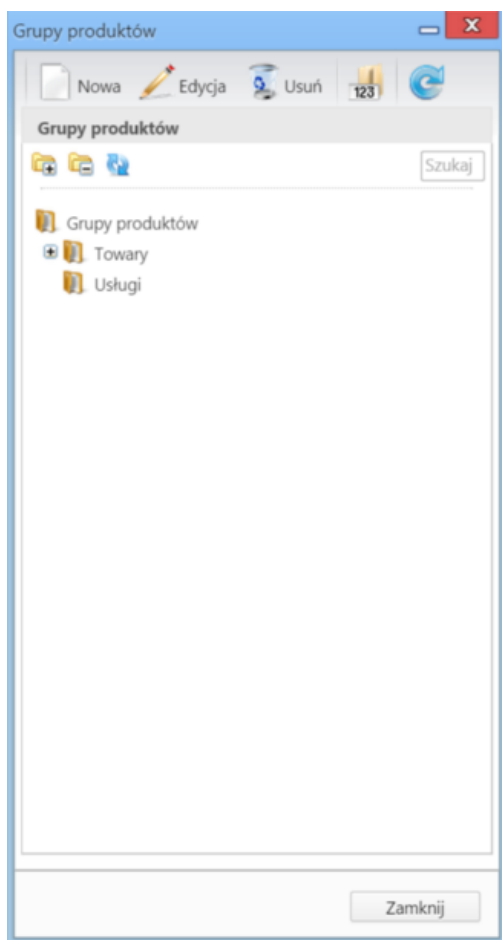 Grupy produktów
Nowa Edycja Usuń 123
Grupy produktów
Szukaj
Grupy produktów
Towary
Usługi
Zamknij